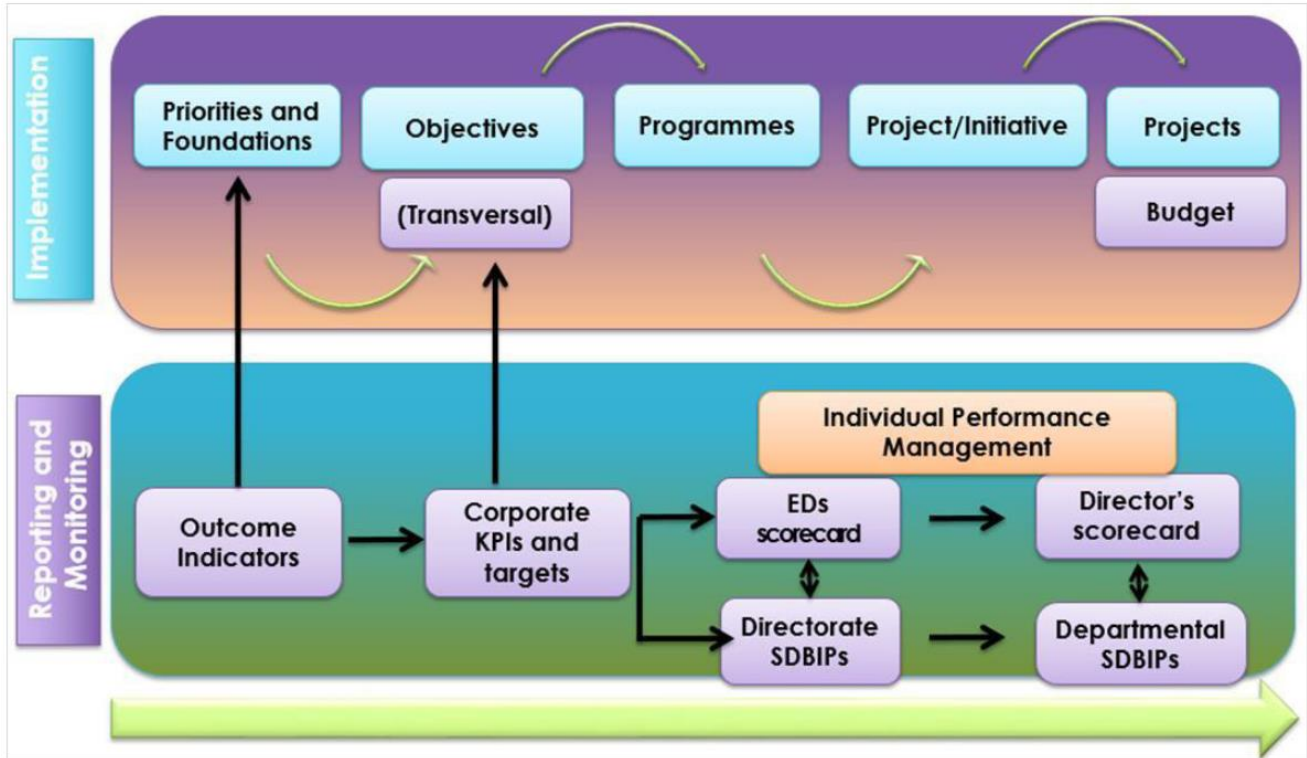 Implementation
Priorities and
Foundations
Objectives
(Transversal)
Programmes
Project/Initiative
Projects
Budget
Reporting and
Monitoring
Individual Performance
Management
Outcome
Indicators
Corporate
KPIs and
targets
EDs
scorecard
Director's
scorecard
Directorate
SDBIPs
Departmental
SDBIPs